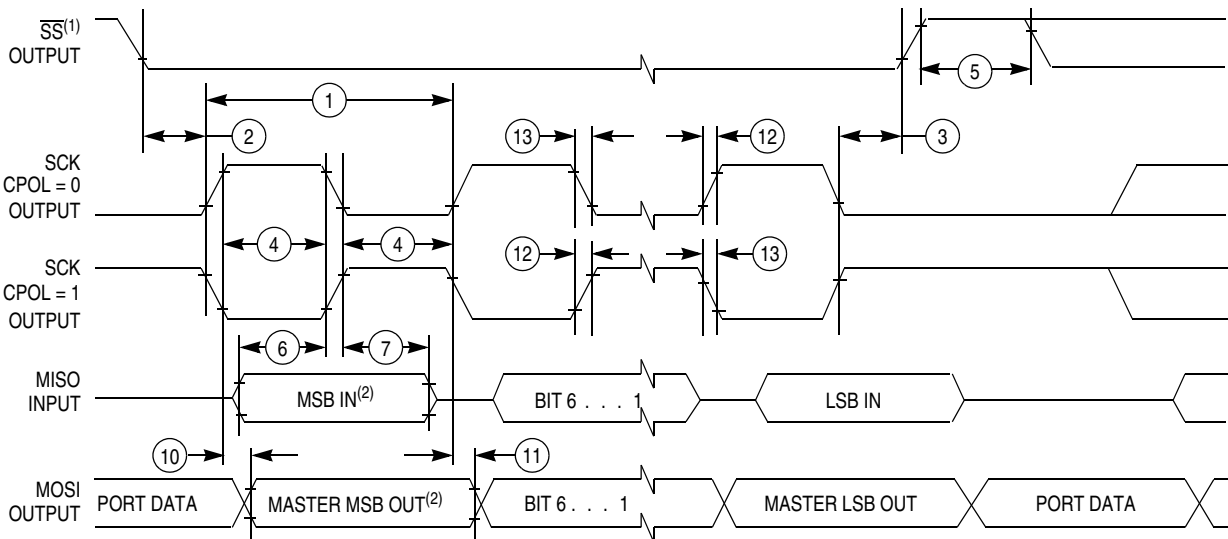 SS(1)
OUTPUT
5
1
2
13
12
3
SCK
CPOL = 0
OUTPUT
4
4
SCK
CPOL = 1
OUTPUT
12
13
6
7
MISO
INPUT
MSB IN(2)
BIT 6 . . . 1
LSB IN
10
11
MOSI
OUTPUT
PORT DATA
MASTER MSB OUT(2)
BIT 6 . . . 1
MASTER LSB OUT
PORT DATA